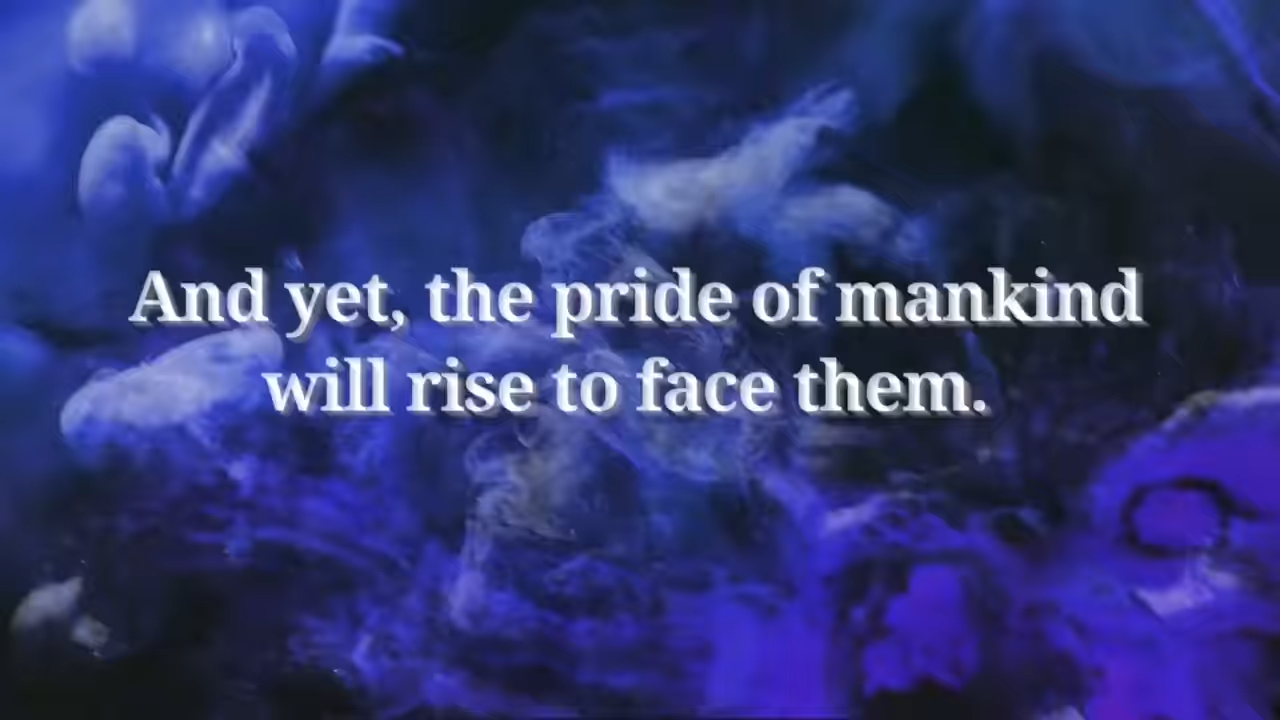 And yet, the pride of mankind
will rise to face them.